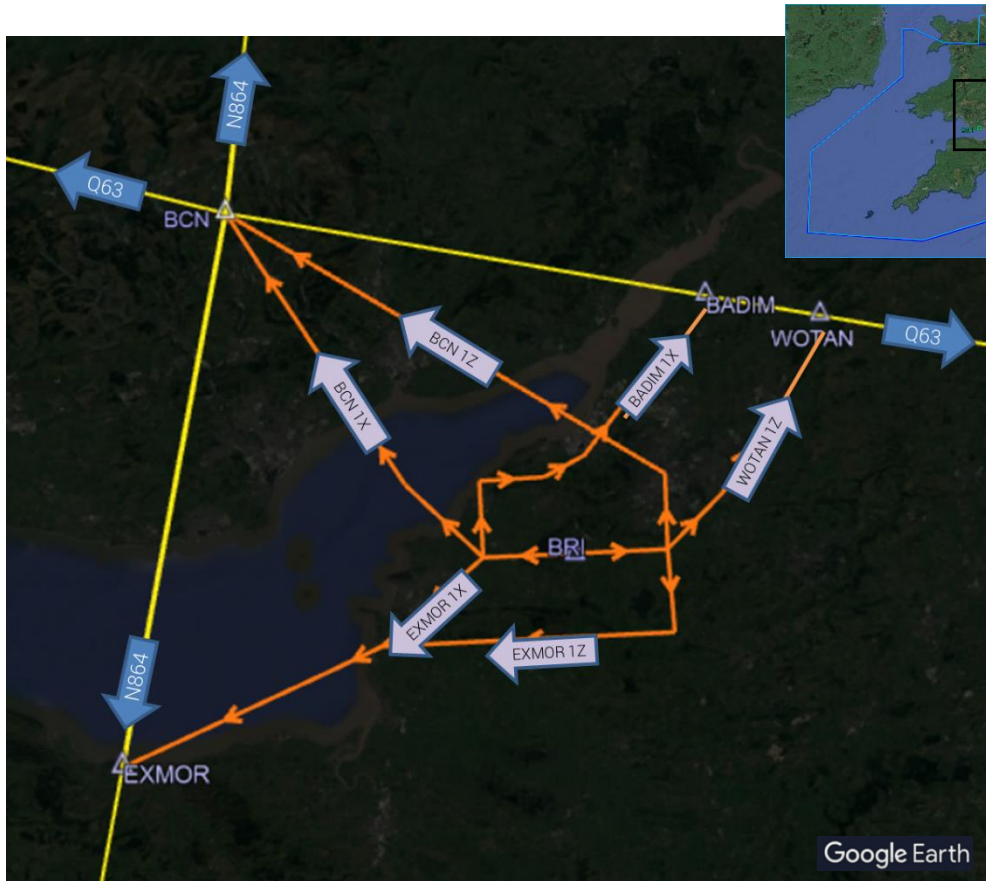 N864
Q63
BCN
BADIM
WOTAN
Q63
BCN 1Z
BADIM 1X
BCN 1X
WOTAN 1Z
BRI
EXMOR 1X
EXMOR 1Z
N864
EXMOR
Google Earth